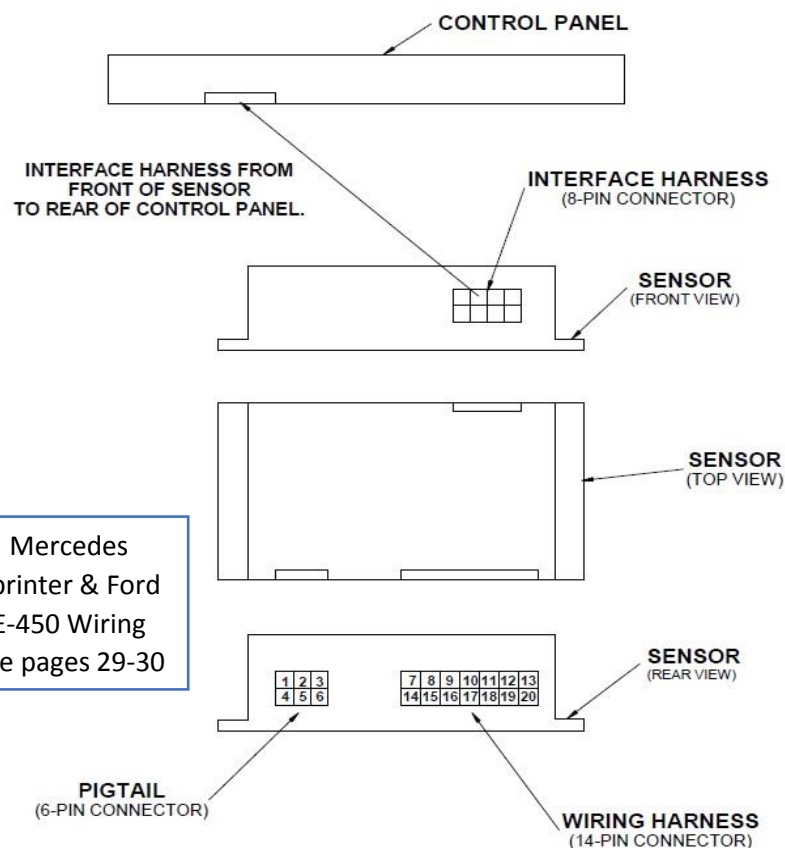 CONTROL PANEL
INTERFACE HARNESS FROM
FRONT OF SENSOR
TO REAR OF CONTROL PANEL.
INTERFACE HARNESS
(8-PIN CONNECTOR)
SENSOR
(FRONT VIEW)
SENSOR
(TOP VIEW)
Mercedes
printer & Ford
E-450 Wiring
e pages 29-30
SENSOR
(REAR VIEW)
1 2 3
4 5 6
7 8 9 10 11 12 13
14 15 16 17 18 19 20
PIGTAIL
(6-PIN CONNECTOR)
WIRING HARNESS
(14-PIN CONNECTOR)